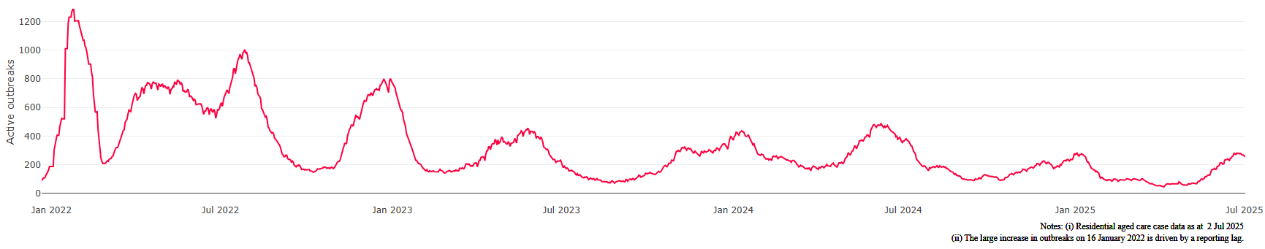 1200
1000
800
600
400
200
0
Active outbreaks
Jan 2022 Jul 2022 Jan 2023 Jul 2023 Jan 2024 Jul 2024 Jan 2025 Jul 2025
Notes: (i) Residential aged care case data as at 2 Jul 2025
(ii) The large increase in outbreaks on 16 January 2022 is driven by a reporting lag.